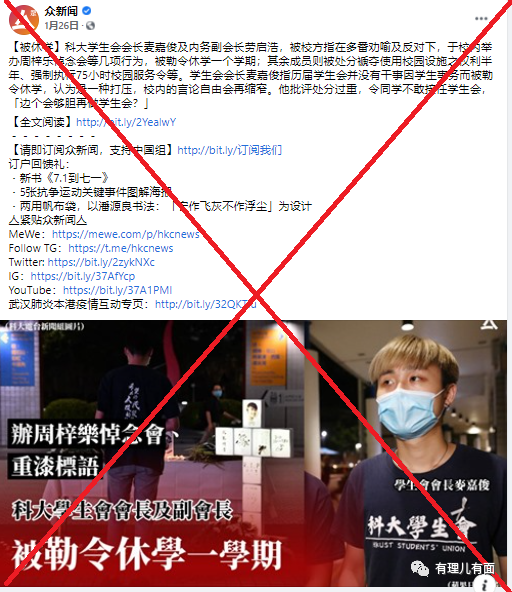 众新闻
1月26日 ·
【被休学】科大学生会会长麦嘉俊及内务副会长劳启浩，被校方指在多番劝喻及反对下，于校内举
办周梓乐悼念会等几项行为，被勒令休学一个学期；其余成员则被处分褫夺使用校园设施之权利半
年、强制执行75小时校园服务令等。学生会会长麦嘉俊指历届学生会并没有干事因学生事务而被勒
令休学，认为是一种打压，校内的言论自由会再缩窄。他批评处分过重，令同学不敢接任学生会，
「边个会够胆再做学生会？」
【全文阅读】http://bit.ly/2YealwY
- - - - - - - -
【请即订阅众新闻，支持中国组】http://bit.ly/订阅我们
订户回馈礼：
· 新书《7.1到七一》
· 5张抗争运动关键事件图解海报
· 两用帆布袋，以潘源良书法：「宁作飞灰不作浮尘」为设计
⚠紧贴众新闻⚠
MeWe：https://mewe.com/p/hkcnews
Follow TG：https://t.me/hkcnews
Twitter: https://bit.ly/2zykNXc
IG：https://bit.ly/37AfYcp
YouTube：https://bit.ly/37A1PMI
武汉肺炎本港疫情互动专页：http://bit.ly/32QKT
(科大電台新聞組圖片)
辦周梓樂悼念會
重漆標語
科大學生會會長及副會長
被勒令休學一學期
學生會會長麥嘉俊
科大學生會
HKUST STUDENTS' UNION
有理儿有面